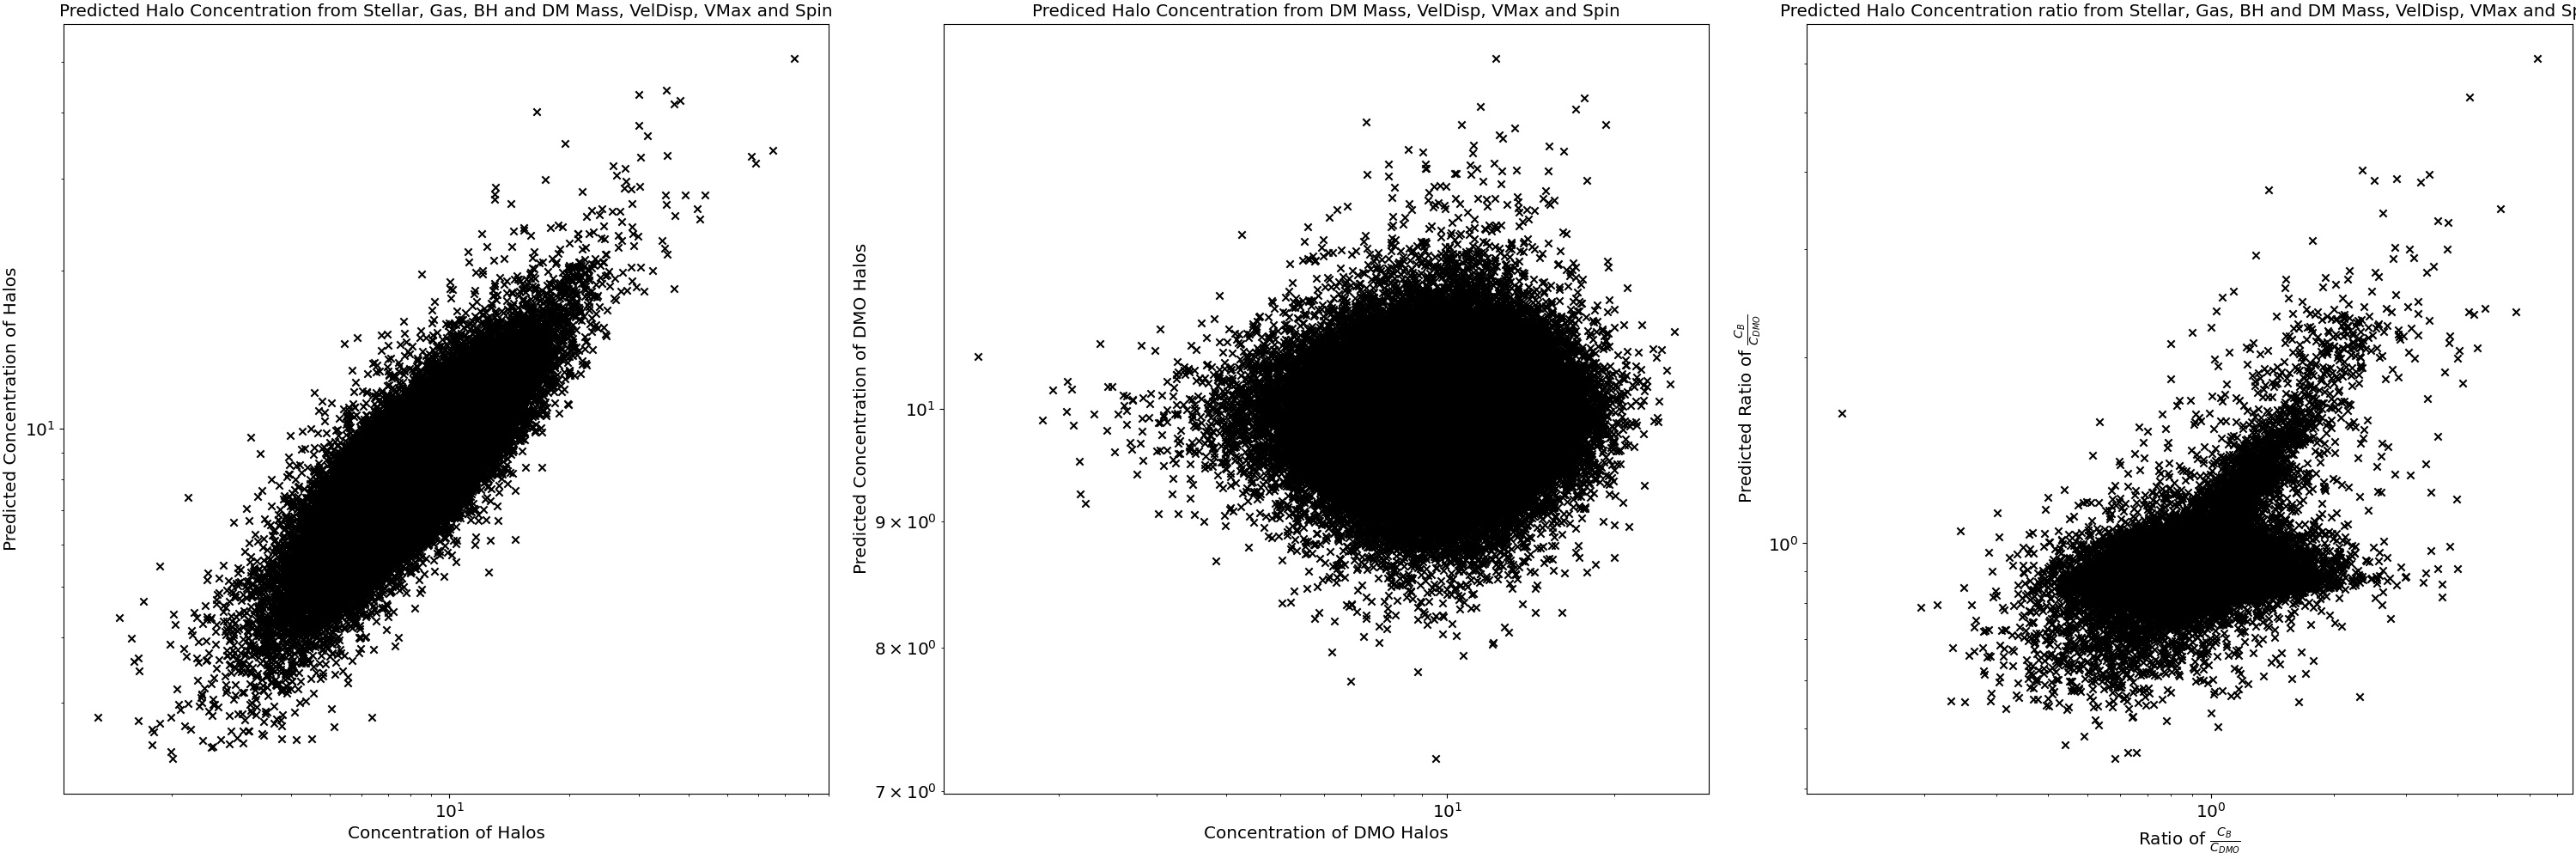 Predicted Halo Concentration from Stellar, Gas, BH and DM Mass, VelDisp, VMax and Spin
Predicted Concentration of Halos
10¹
10¹
Concentration of Halos
Prediced Halo Concentration from DM Mass, VelDisp, VMax and Spin
Predicted Concentration of DMO Halos
10¹
9 × 10⁰
8 × 10⁰
7 × 10⁰
10¹
Concentration of DMO Halos
Predicted Halo Concentration ratio from Stellar, Gas, BH and DM Mass, VelDisp, VMax and Sp
Predicted Ratio of C_B/C_DMO
10⁰
10⁰
Ratio of C_B/C_DMO